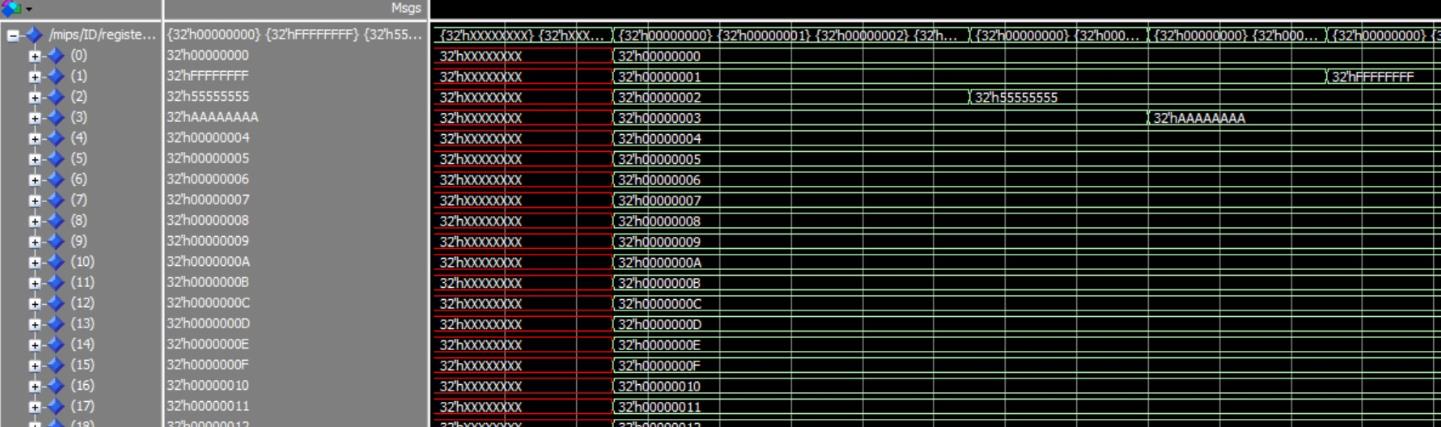 Msgs
/mips/ID/registe... {32'h00000000} {32'hFFFFFFFF} {32'h55... {32'hXXXXXXXX} {32'hXXX... {32'h00000000} {32'h00000001} {32'h00000002} {32'h... {32'h00000000} {32'h000... {32'h00000000} {32'h000... {32'h00000000} {3
(0) 32'h00000000 32'hXXXXXXXX 32'h00000000
(1) 32'hFFFFFFFF 32'hXXXXXXXX 32'h00000001 32'hFFFFFFFF
(2) 32'h55555555 32'hXXXXXXXX 32'h00000002 32'h55555555
(3) 32'hAAAAAAAA 32'hXXXXXXXX 32'h00000003 32'hAAAAAAAA
(4) 32'h00000004 32'hXXXXXXXX 32'h00000004
(5) 32'h00000005 32'hXXXXXXXX 32'h00000005
(6) 32'h00000006 32'hXXXXXXXX 32'h00000006
(7) 32'h00000007 32'hXXXXXXXX 32'h00000007
(8) 32'h00000008 32'hXXXXXXXX 32'h00000008
(9) 32'h00000009 32'hXXXXXXXX 32'h00000009
(10) 32'h0000000A 32'hXXXXXXXX 32'h0000000A
(11) 32'h0000000B 32'hXXXXXXXX 32'h0000000B
(12) 32'h0000000C 32'hXXXXXXXX 32'h0000000C
(13) 32'h0000000D 32'hXXXXXXXX 32'h0000000D
(14) 32'h0000000E 32'hXXXXXXXX 32'h0000000E
(15) 32'h0000000F 32'hXXXXXXXX 32'h0000000F
(16) 32'h00000010 32'hXXXXXXXX 32'h00000010
(17) 32'h00000011 32'hXXXXXXXX 32'h00000011
(18) 32'h00000012 32'hXXXXXXXX 32'h00000012